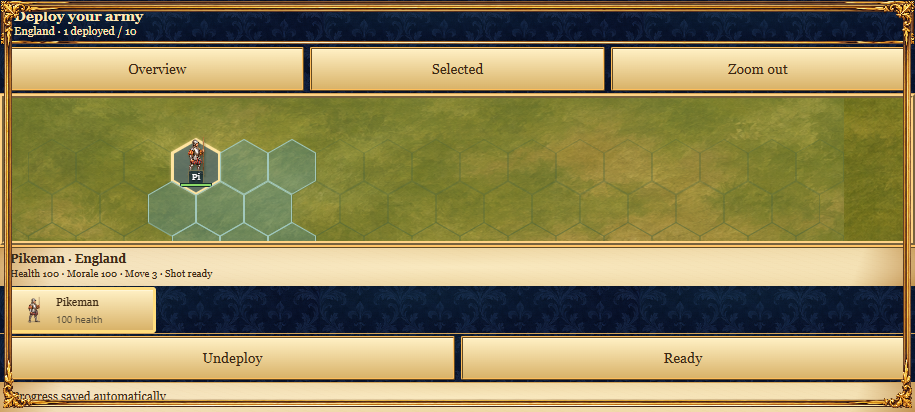 Deploy your army
England · 1 deployed / 10
Overview
Selected
Zoom out
Pi
Pikeman · England
Health 100 · Morale 100 · Move 3 · Shot ready
Pikeman
100 health
Undeploy
Ready
Progress saved automatically